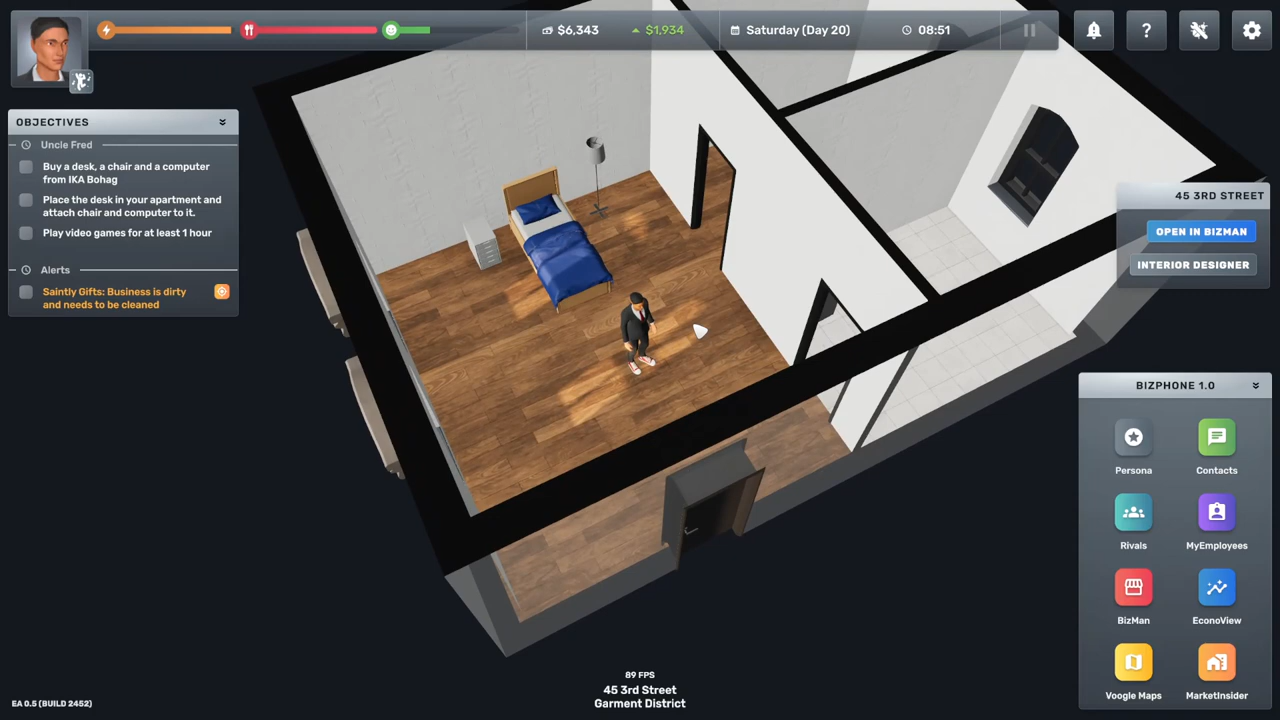 $6,343
$1,934
Saturday (Day 20)
08:51
OBJECTIVES
Uncle Fred
Buy a desk, a chair and a computer
from IKA Bohag
Place the desk in your apartment and
attach chair and computer to it.
Play video games for at least 1 hour
Alerts
Saintly Gifts: Business is dirty
and needs to be cleaned
45 3RD STREET
OPEN IN BIZMAN
INTERIOR DESIGNER
BIZPHONE 1.0
Persona
Contacts
Rivals
MyEmployees
BizMan
EconoView
Voogle Maps
MarketInsider
89 FPS
45 3rd Street
Garment District
EA 0.5 (BUILD 2452)